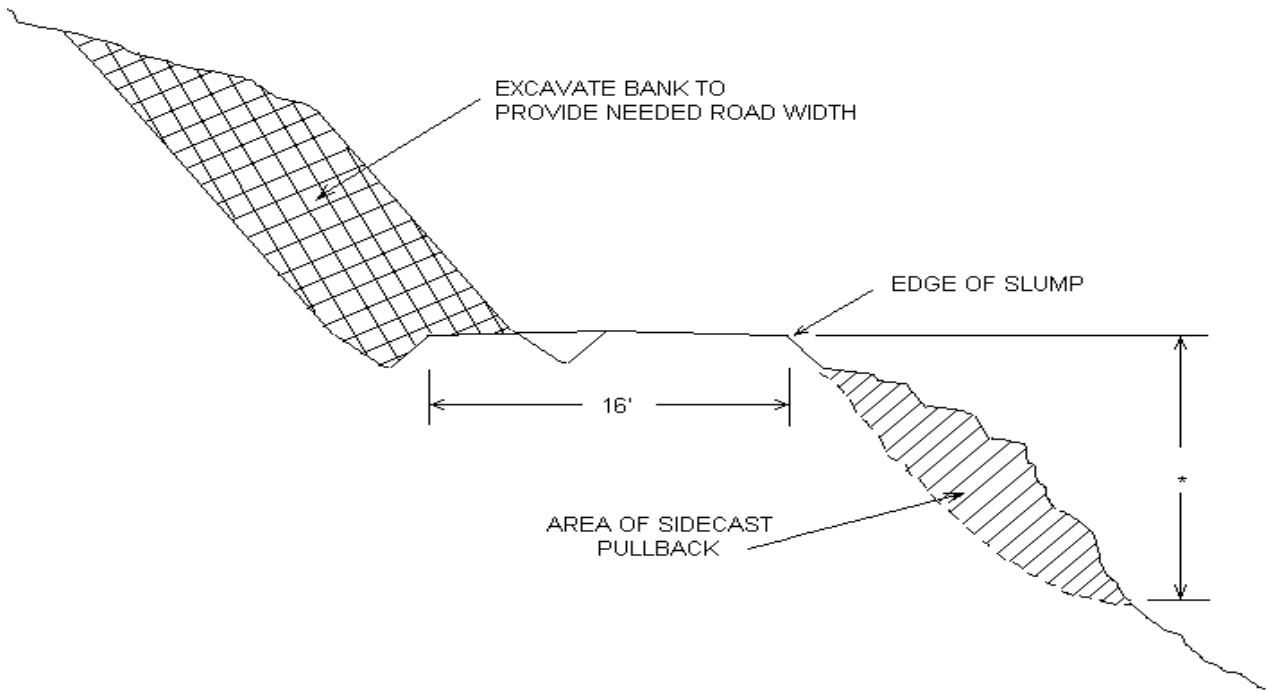 EXCAVATE BANK TO
PROVIDE NEEDED ROAD WIDTH
EDGE OF SLUMP
16'
*
AREA OF SIDECAST
PULLBACK